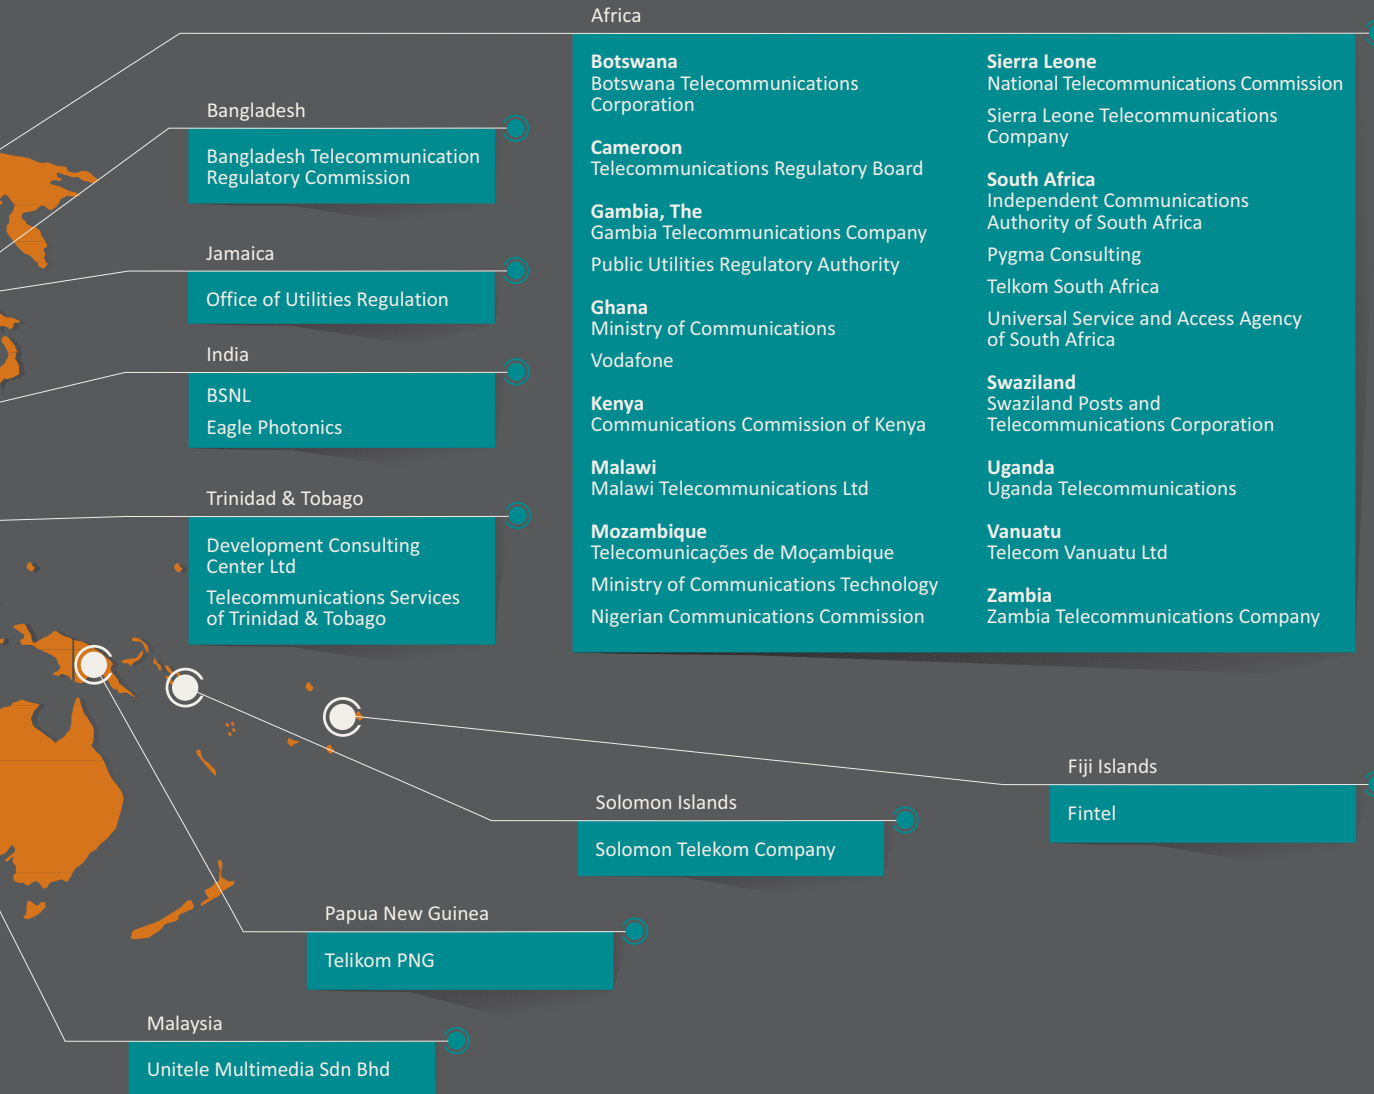 Africa
Botswana
Botswana Telecommunications
Corporation
Cameroon
Telecommunications Regulatory Board
Gambia, The
Gambia Telecommunications Company
Public Utilities Regulatory Authority
Ghana
Ministry of Communications
Vodafone
Kenya
Communications Commission of Kenya
Malawi
Malawi Telecommunications Ltd
Mozambique
Telecomunicações de Moçambique
Ministry of Communications Technology
Nigerian Communications Commission
Sierra Leone
National Telecommunications Commission
Sierra Leone Telecommunications
Company
South Africa
Independent Communications
Authority of South Africa
Pygma Consulting
Telkom South Africa
Universal Service and Access Agency
of South Africa
Swaziland
Swaziland Posts and
Telecommunications Corporation
Uganda
Uganda Telecommunications
Vanuatu
Telecom Vanuatu Ltd
Zambia
Zambia Telecommunications Company
Bangladesh
Bangladesh Telecommunication
Regulatory Commission
Jamaica
Office of Utilities Regulation
India
BSNL
Eagle Photonics
Trinidad & Tobago
Development Consulting
Center Ltd
Telecommunications Services
of Trinidad & Tobago
Fiji Islands
Fintel
Solomon Islands
Solomon Telekom Company
Papua New Guinea
Telikom PNG
Malaysia
Unitele Multimedia Sdn Bhd